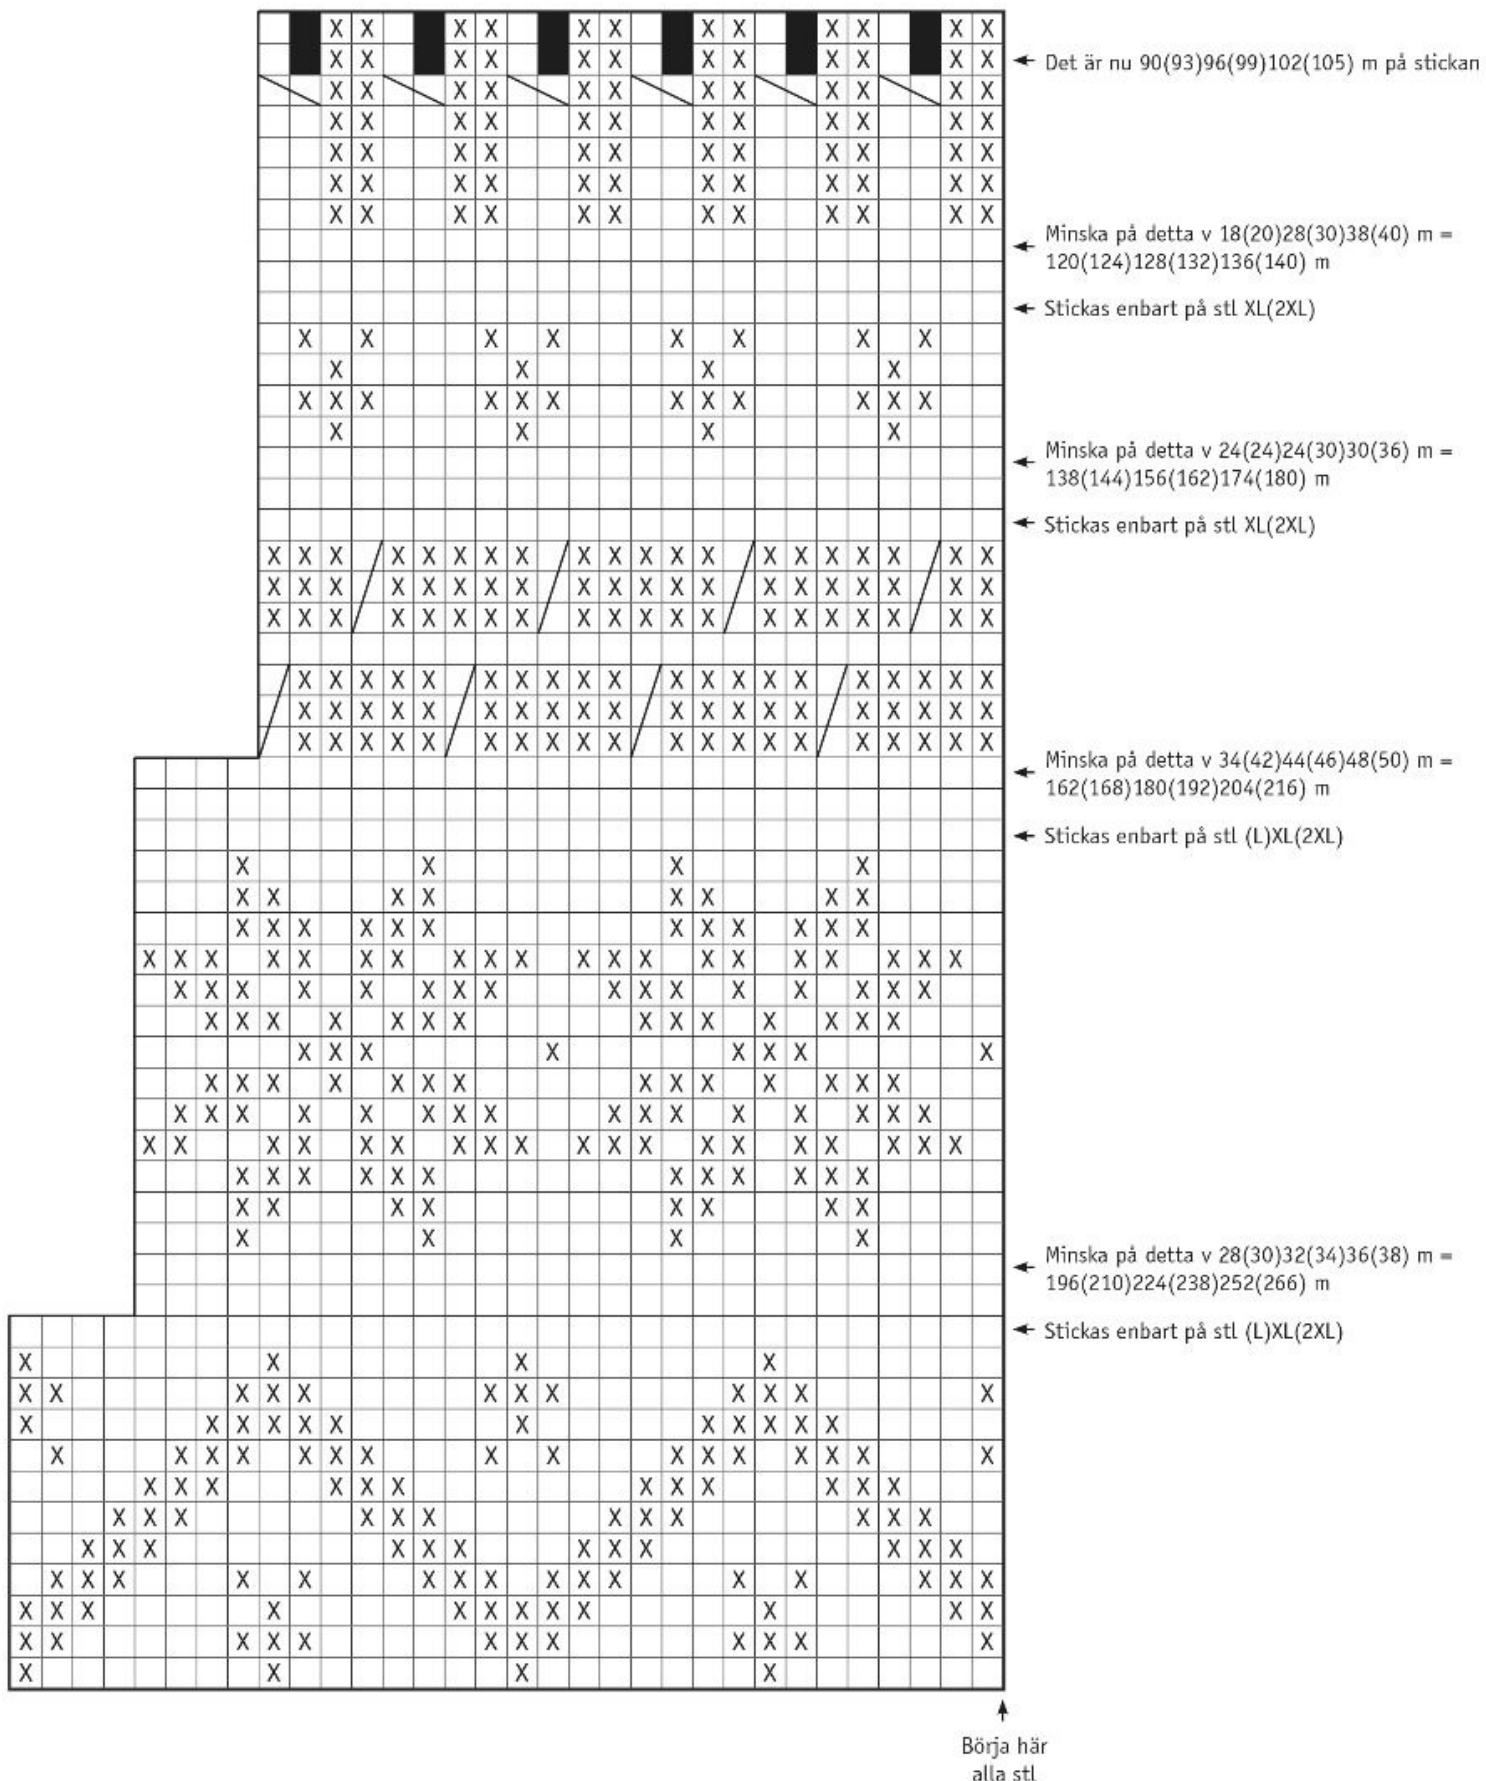 Det är nu 90(93)96(99)102(105) m på stickan
Minska på detta v 18(20)28(30)38(40) m =
120(124)128(132)136(140) m
Stickas enbart på stl XL(2XL)
Minska på detta v 24(24)24(30)30(36) m =
138(144)156(162)174(180) m
Stickas enbart på stl XL(2XL)
Minska på detta v 34(42)44(46)48(50) m =
162(168)180(192)204(216) m
Stickas enbart på stl (L)XL(2XL)
Minska på detta v 28(30)32(34)36(38) m =
196(210)224(238)252(266) m
Stickas enbart på stl (L)XL(2XL)
Börja här
alla stl